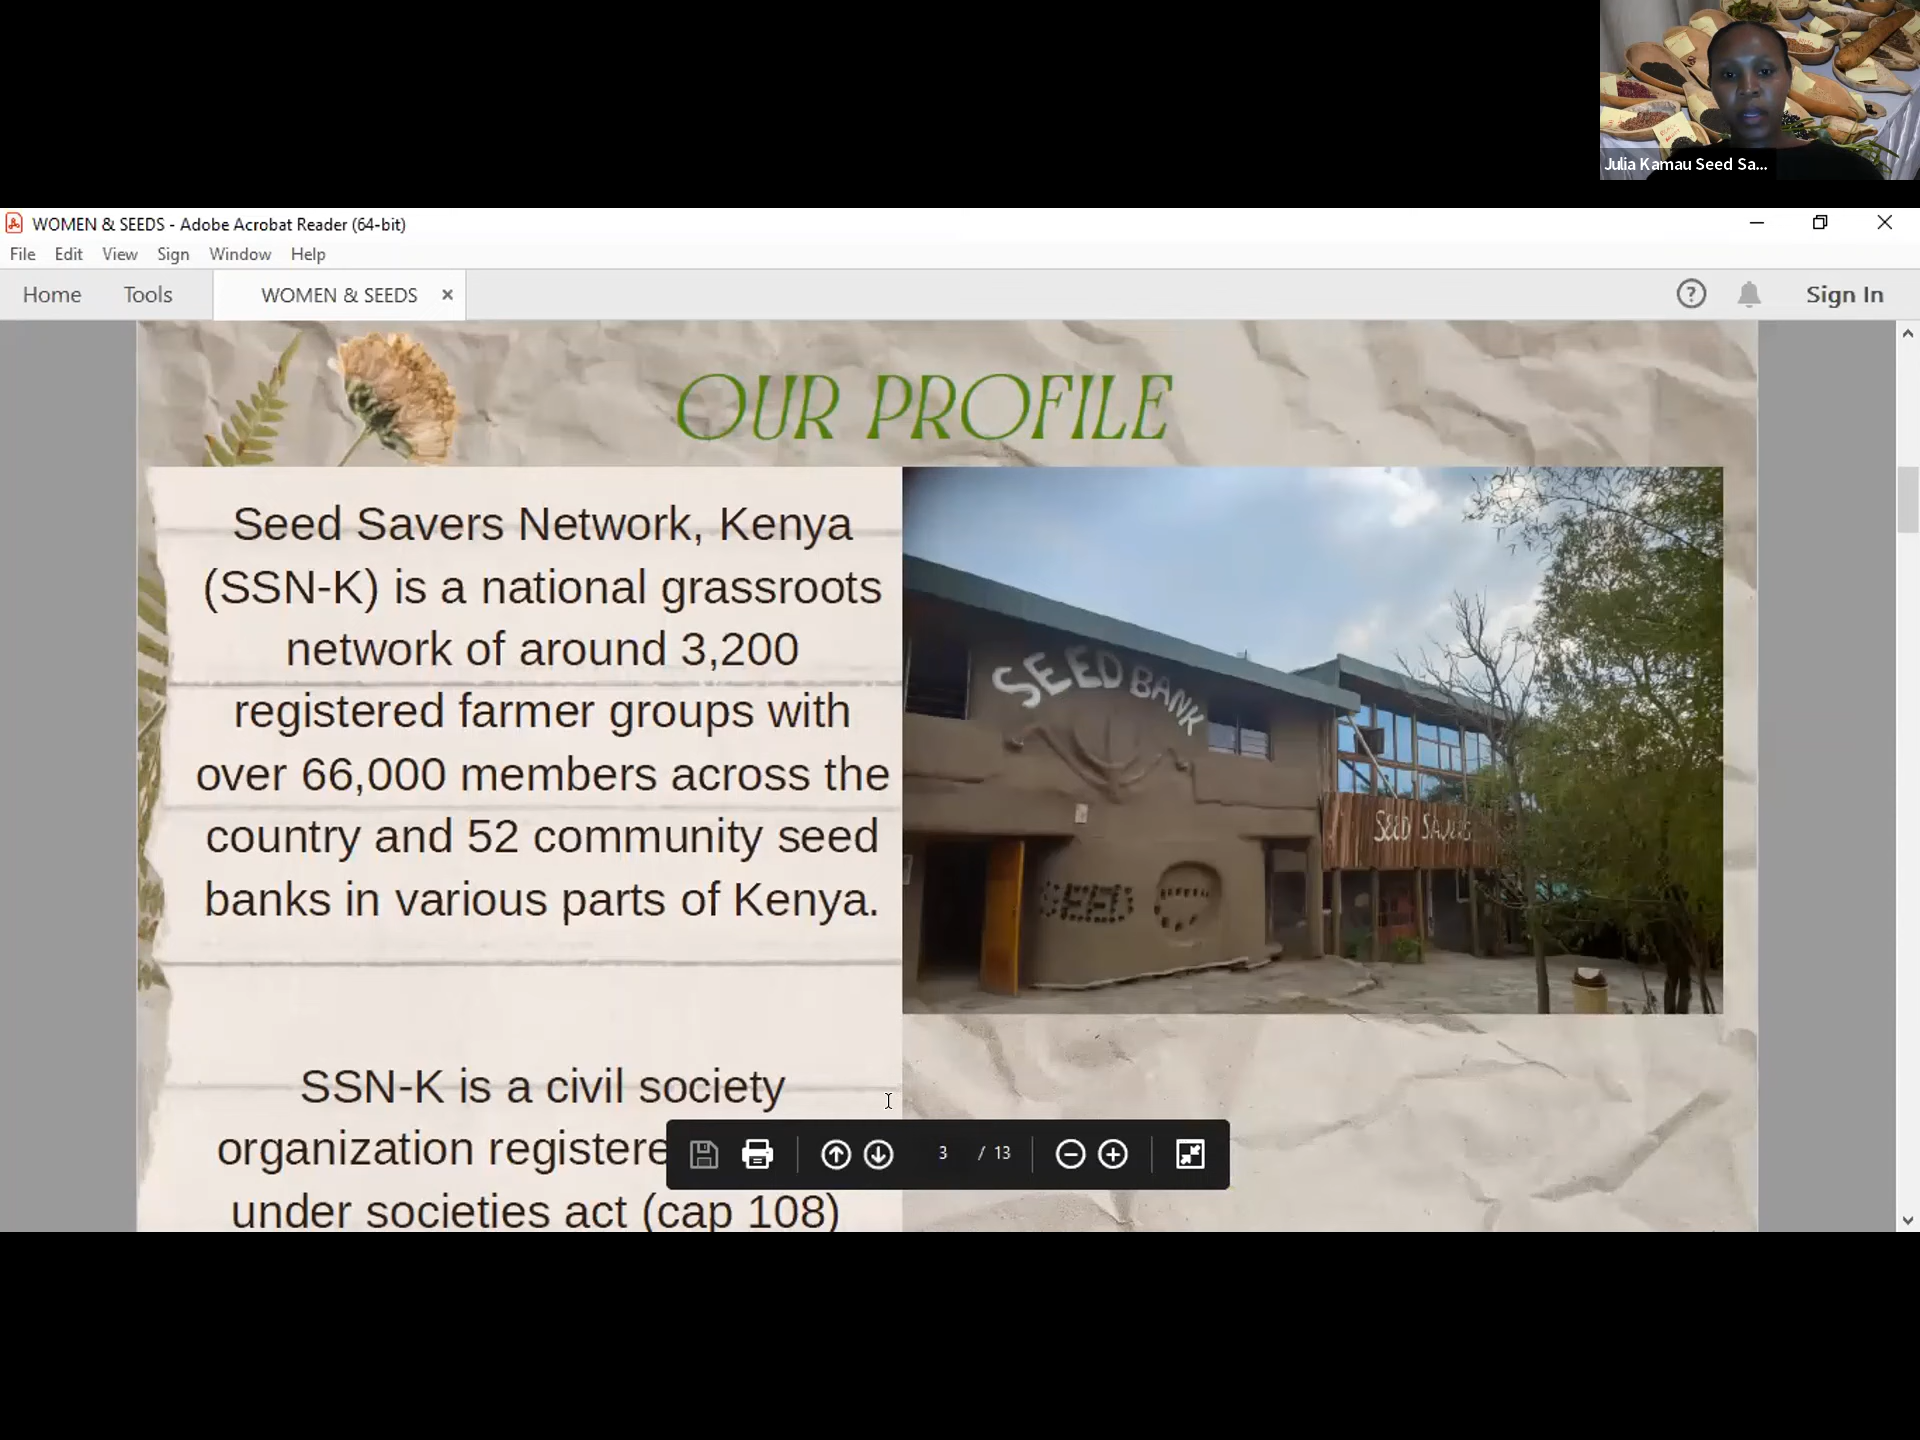 Julia Kamau Seed Sa...
WOMEN & SEEDS - Adobe Acrobat Reader (64-bit)
File Edit View Sign Window Help
Home Tools WOMEN & SEEDS Sign In
OUR PROFILE
Seed Savers Network, Kenya
(SSN-K) is a national grassroots
network of around 3,200
registered farmer groups with
over 66,000 members across the
country and 52 community seed
banks in various parts of Kenya.
SEED BANK
SEED SAVERS
SEED
SSN-K is a civil society
organization registere
under societies act (cap 108)
3 / 13